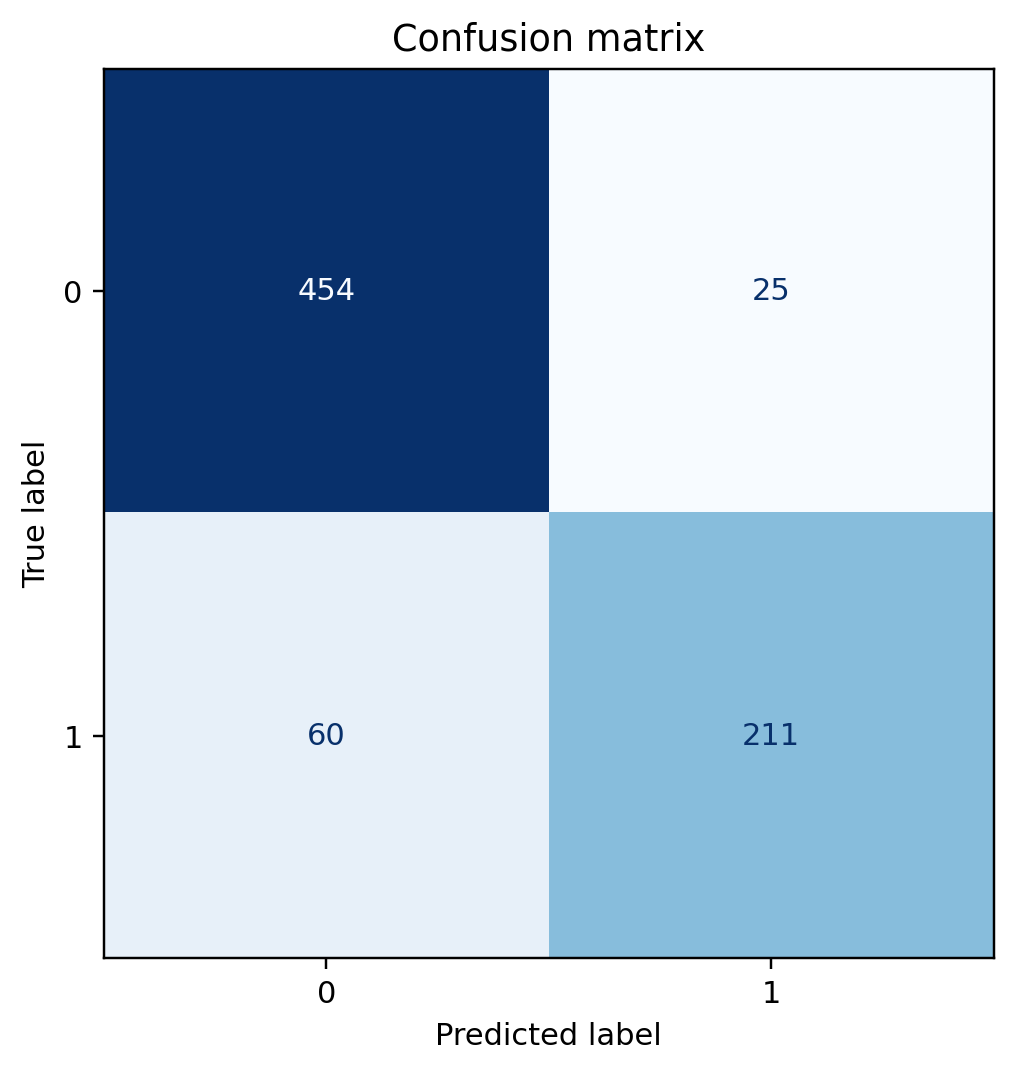 Confusion matrix
0
454
25
True label
1
60
211
0
1
Predicted label